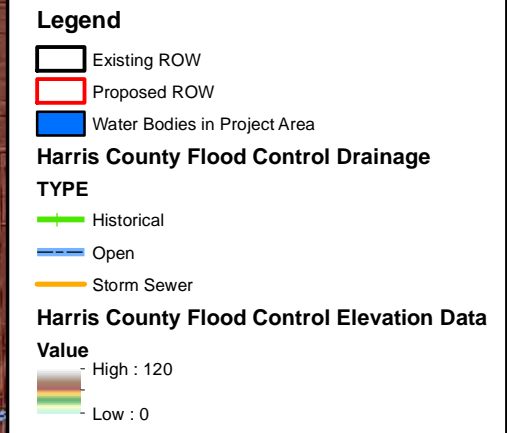 Legend
Existing ROW
Proposed ROW
Water Bodies in Project Area
Harris County Flood Control Drainage
TYPE
Historical
Open
Storm Sewer
Harris County Flood Control Elevation Data
Value
High : 120
Low : 0